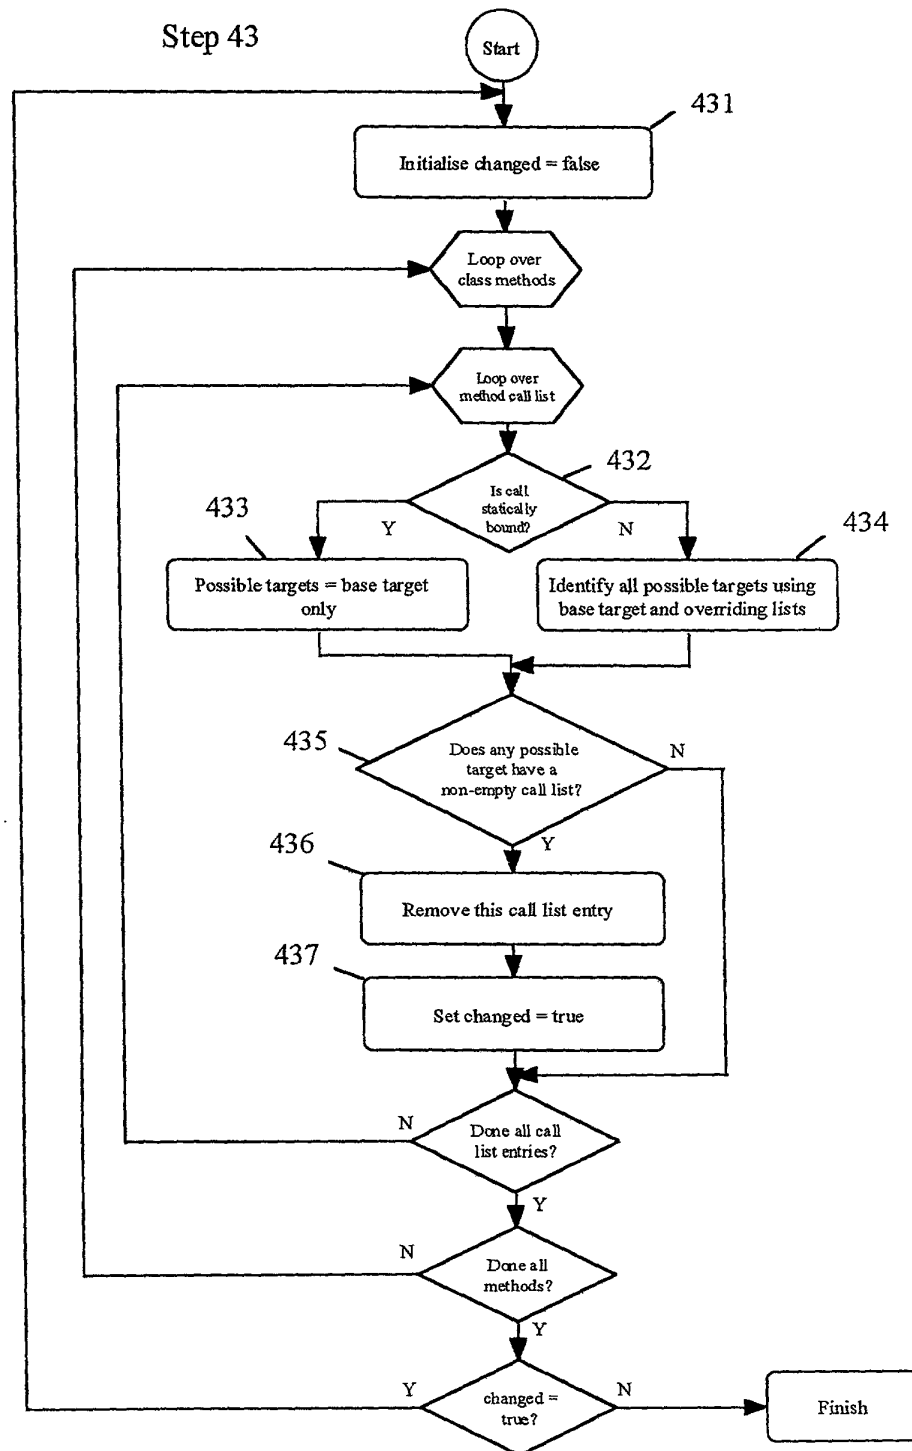 Step 43
Start
431
Initialise changed = false
Loop over
class methods
Loop over
method call list
432
Is call
statically
bound?
433
Y
N
434
Possible targets = base target
only
Identify all possible targets using
base target and overriding lists
435
Does any possible
target have a
non-empty call list?
N
Y
436
Remove this call list entry
437
Set changed = true
N
Done all call
list entries?
Y
N
Done all
methods?
Y
Y
changed =
true?
N
Finish